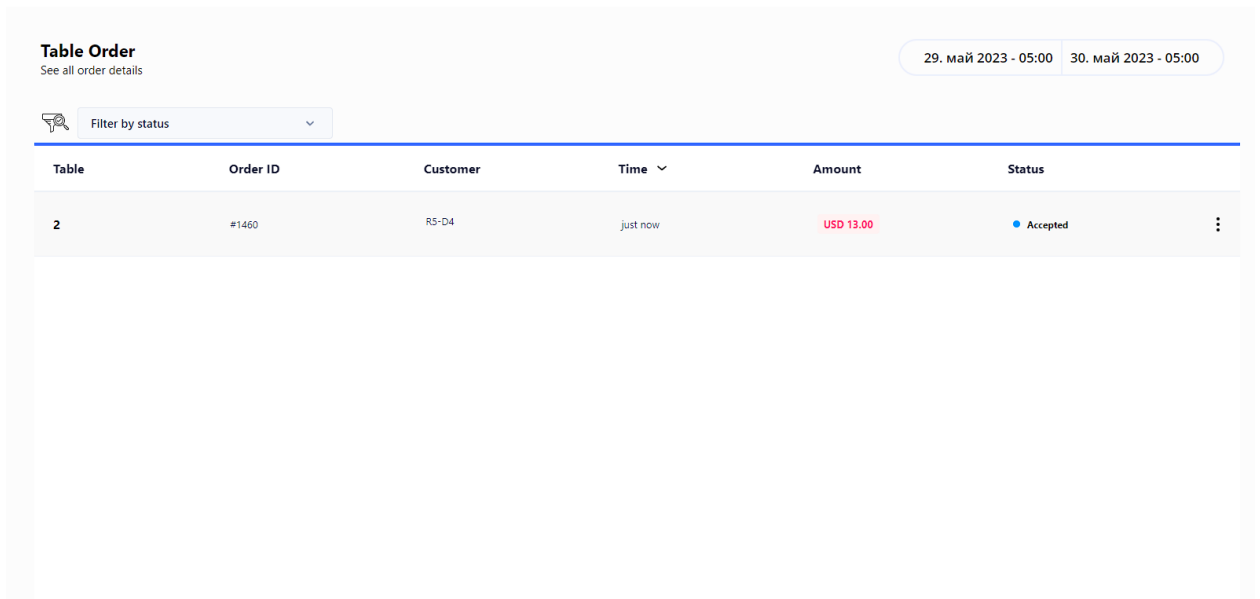 Table Order
See all order details
29. май 2023 - 05:00 30. май 2023 - 05:00
Filter by status
Table Order ID Customer Time Amount Status
2 #1460 R5-D4 just now USD 13.00 Accepted